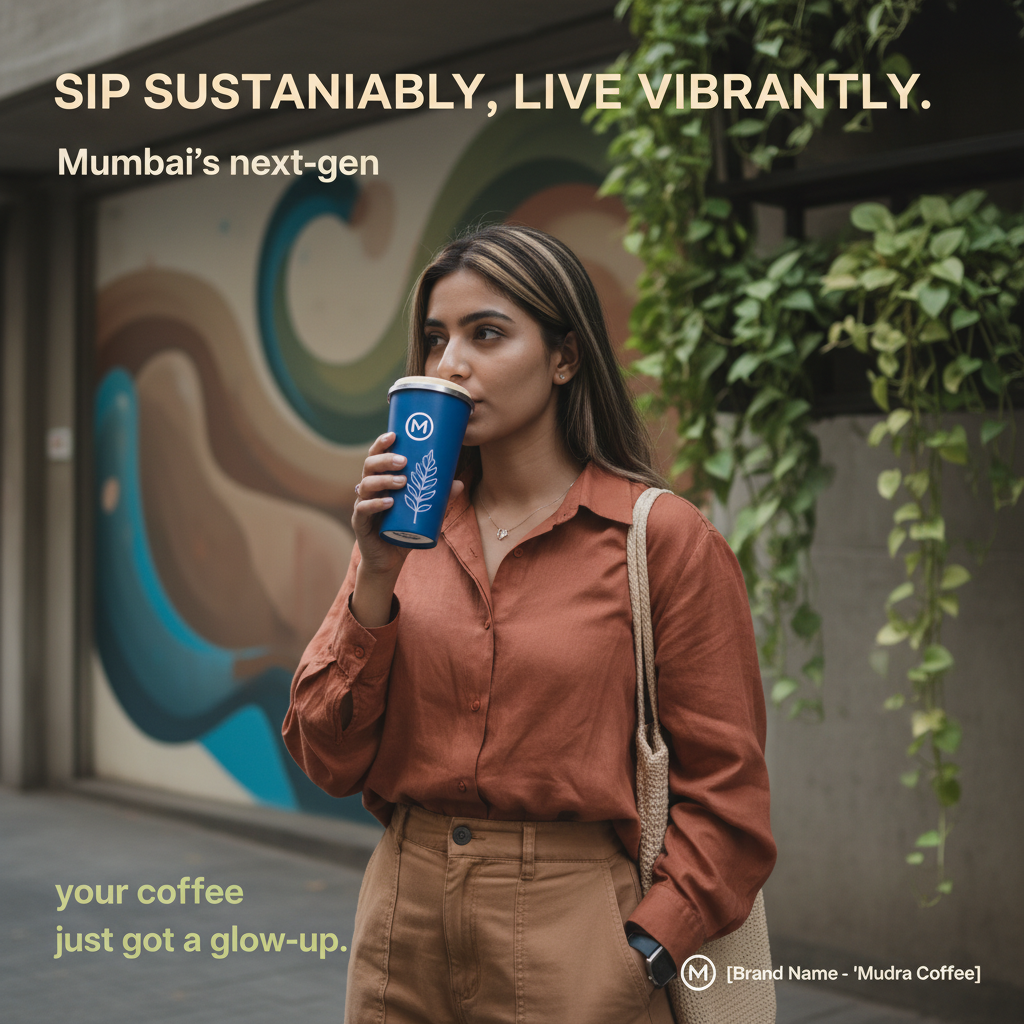 SIP SUSTANIABLY, LIVE VIBRANTLY.
Mumbai’s next-gen
M
your coffee
just got a glow-up.
M [Brand Name - 'Mudra Coffee]